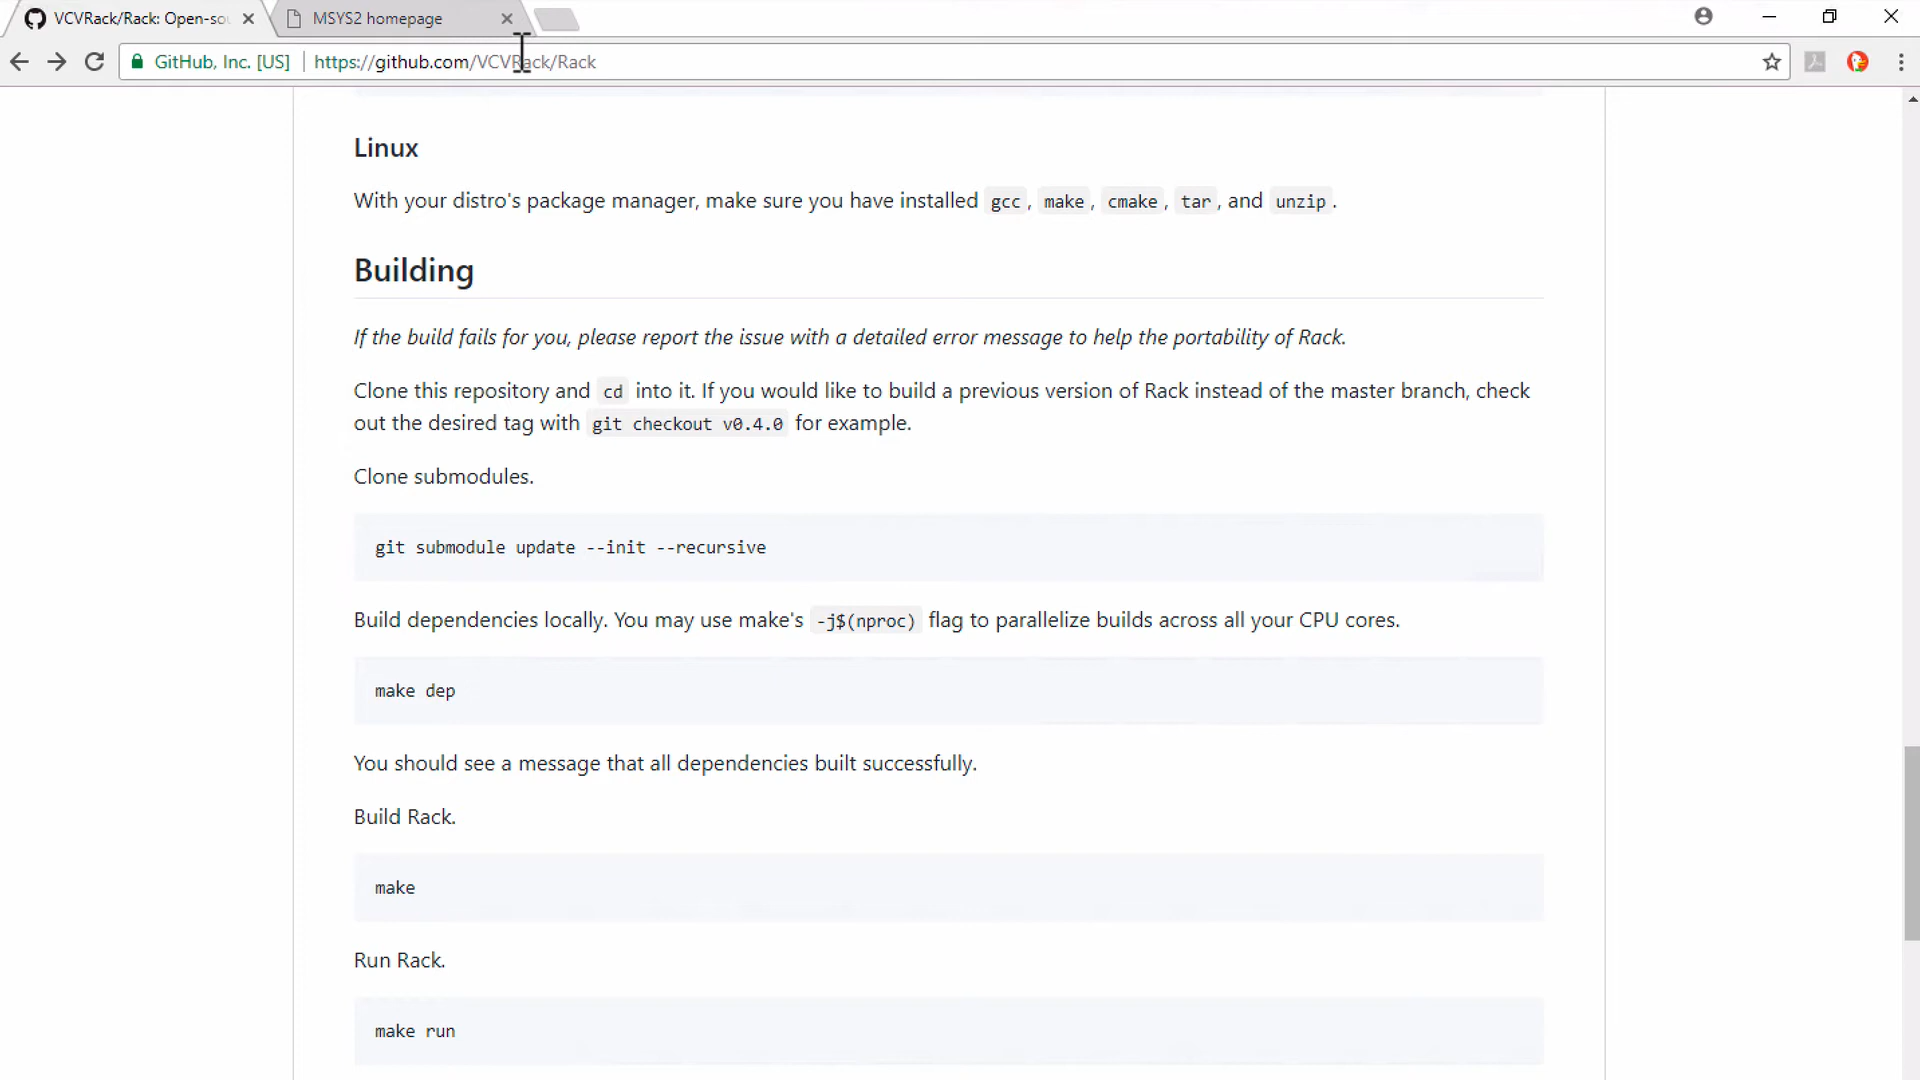 VCVRack/Rack: Open-sou
MSYS2 homepage
GitHub, Inc. [US] https://github.com/VCVRack/Rack
Linux
With your distro's package manager, make sure you have installed gcc, make, cmake, tar, and unzip.
Building
If the build fails for you, please report the issue with a detailed error message to help the portability of Rack.
Clone this repository and cd into it. If you would like to build a previous version of Rack instead of the master branch, check
out the desired tag with git checkout v0.4.0 for example.
Clone submodules.
git submodule update --init --recursive
Build dependencies locally. You may use make's -j$(nproc) flag to parallelize builds across all your CPU cores.
make dep
You should see a message that all dependencies built successfully.
Build Rack.
make
Run Rack.
make run